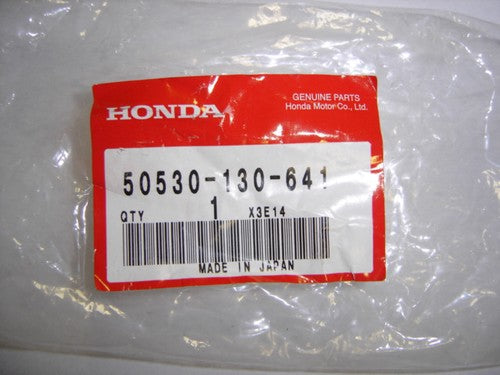 HONDA
GENUINE PARTS
Honda Motor Co., Ltd.
50530-130-641
QTY 1 X3E14
MADE IN JAPAN